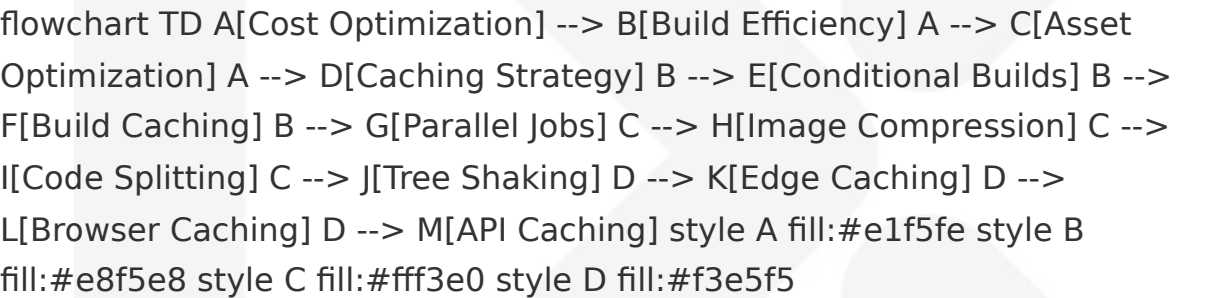 flowchart TD A[Cost Optimization] --> B[Build Efficiency] A --> C[Asset
Optimization] A --> D[Caching Strategy] B --> E[Conditional Builds] B -->
F[Build Caching] B --> G[Parallel Jobs] C --> H[Image Compression] C -->
I[Code Splitting] C --> J[Tree Shaking] D --> K[Edge Caching] D -->
L[Browser Caching] D --> M[API Caching] style A fill:#e1f5fe style B
fill:#e8f5e8 style C fill:#fff3e0 style D fill:#f3e5f5